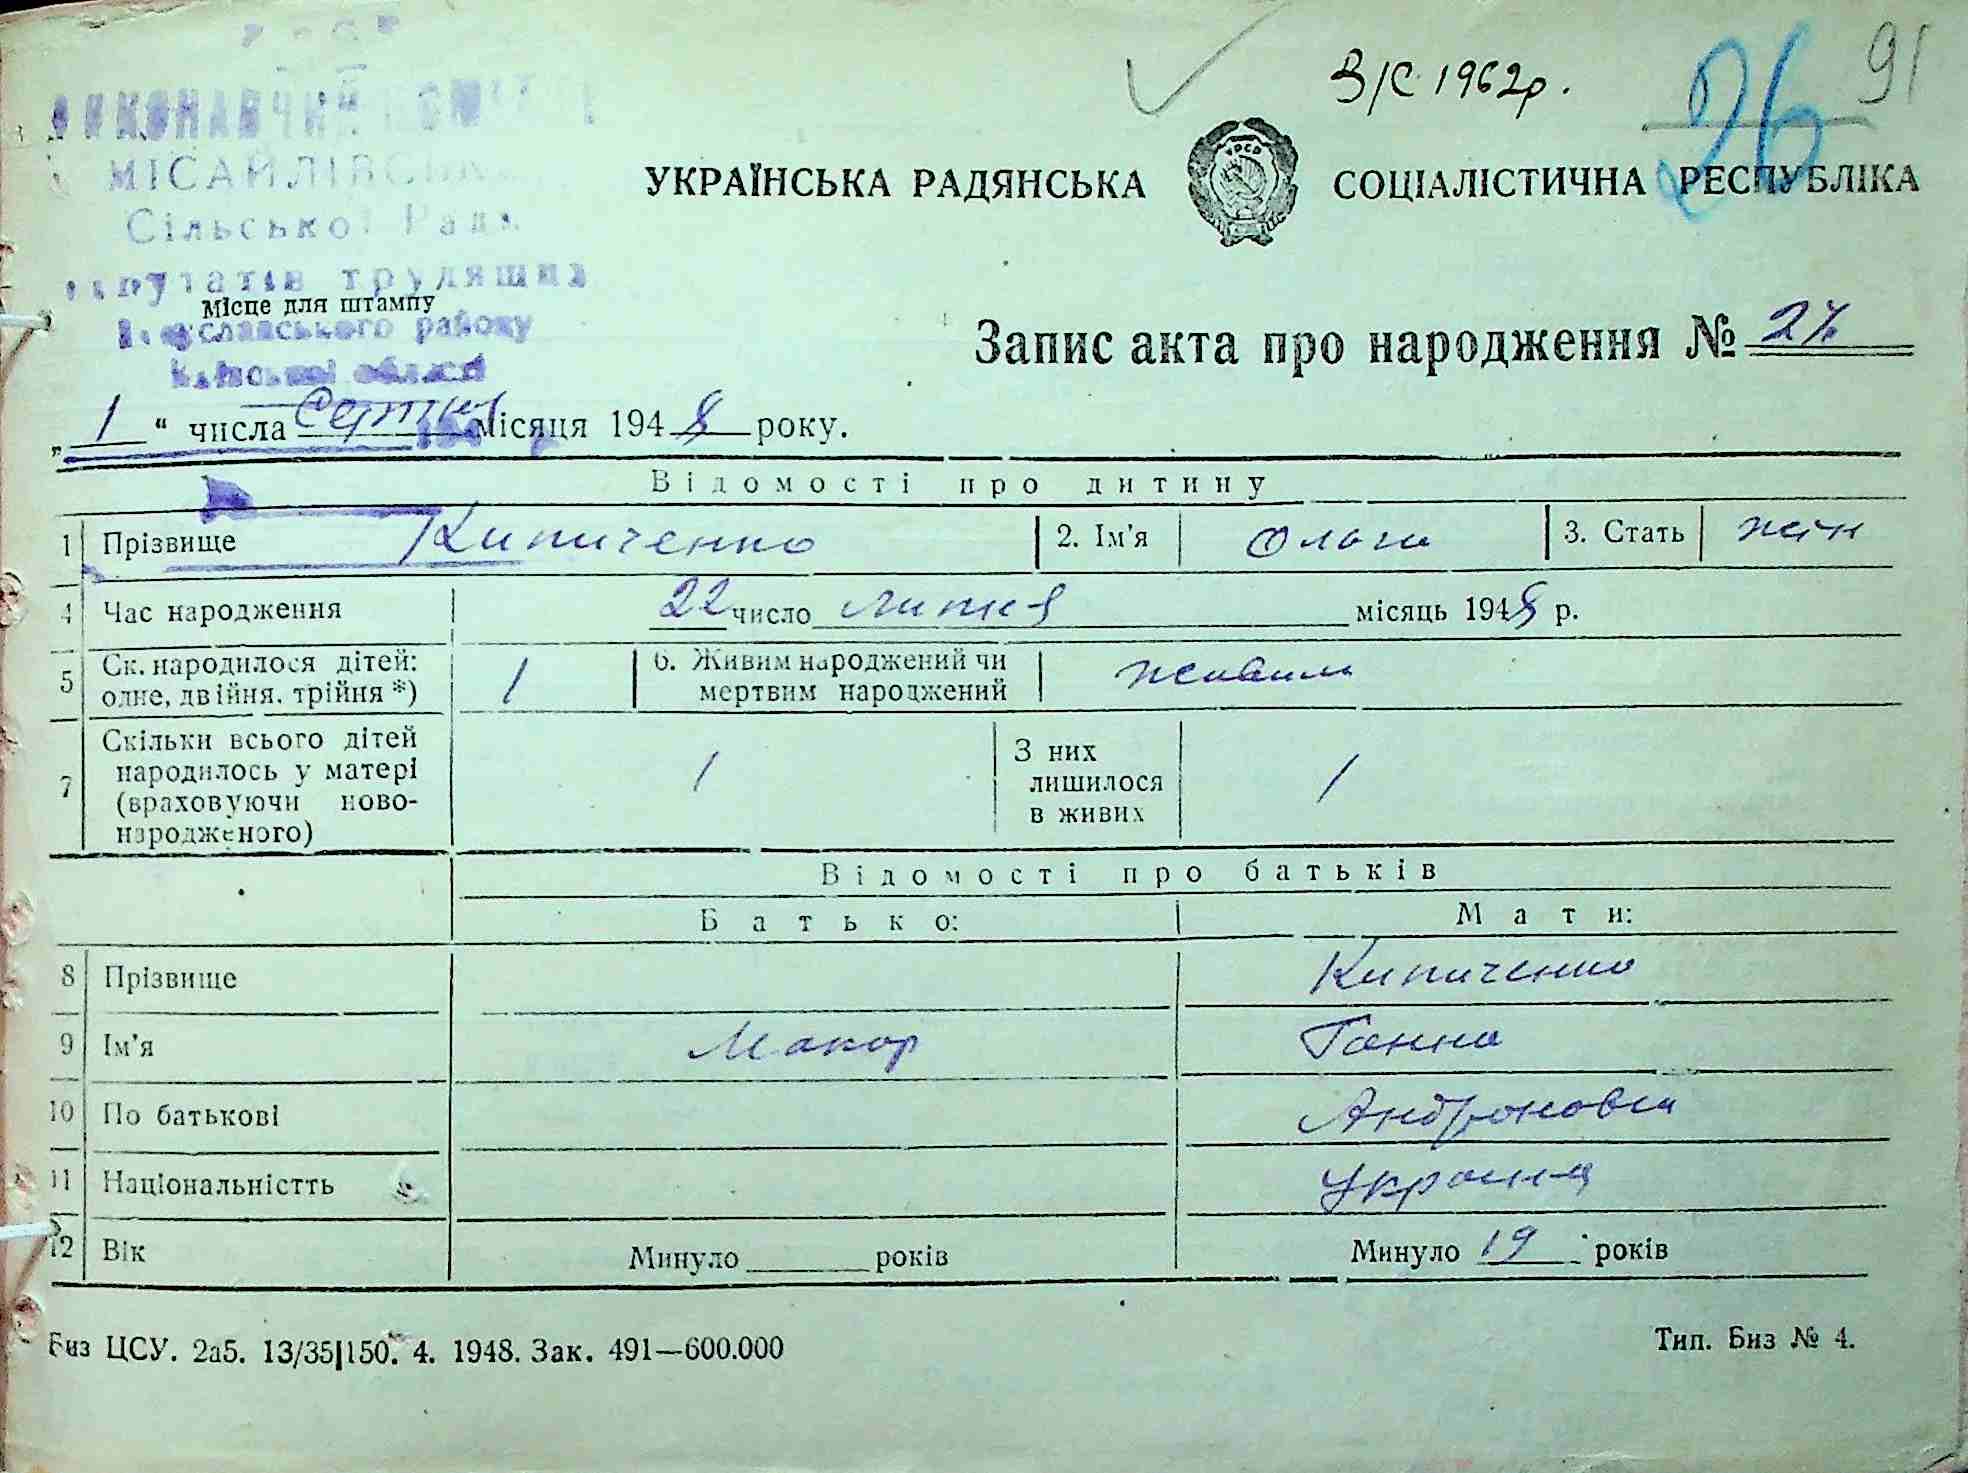 В/С 1962р.
26
91
ВИКОНАВЧИЙ
МІСАЙЛІВСЬК
Сільської Ради
депутатів трудящих
Місце для штампу
Богуславського району
Київської області
УКРАЇНСЬКА РАДЯНСЬКА СОЦІАЛІСТИЧНА РЕСПУБЛІКА
Запис акта про народження №
„ 1 “ числа Серпня місяця 1948 року.
Відомості про дитину
1 Прізвище Кипиченко 2. Ім'я Ольга 3. Стать жін
4 Час народження 22 число липня місяць 1948 р.
5 Ск. народилося дітей: одне, двійня, трійня *) 1 6. Живим народжений чи мертвим народжений живим
7 Скільки всього дітей народилось у матері (враховуючи новонародженого) 1 З них лишилося в живих 1
Відомості про батьків
Батько: Мати:
8 Прізвище Кипиченко
9 Ім'я Макар Ганна
10 По батькові Андроновна
11 Національністть Україн
12 Вік Минуло ______ років Минуло 19 років
Биз ЦСУ. 2а5. 13/35|150. 4. 1948. Зак. 491—600.000
Тип. Биз № 4.